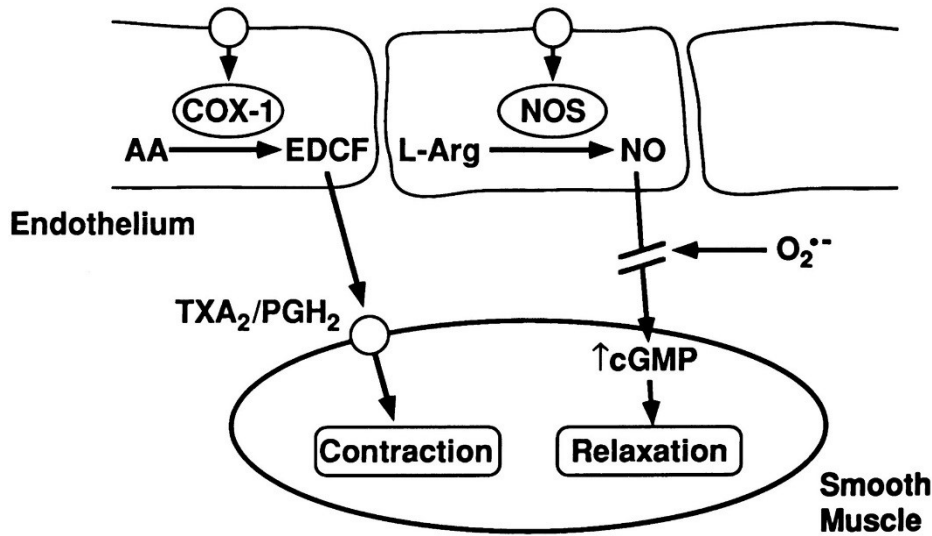 COX-1
NOS
AA
EDCF
L-Arg
NO
Endothelium
O₂•-
TXA₂/PGH₂
↑cGMP
Contraction
Relaxation
Smooth
Muscle